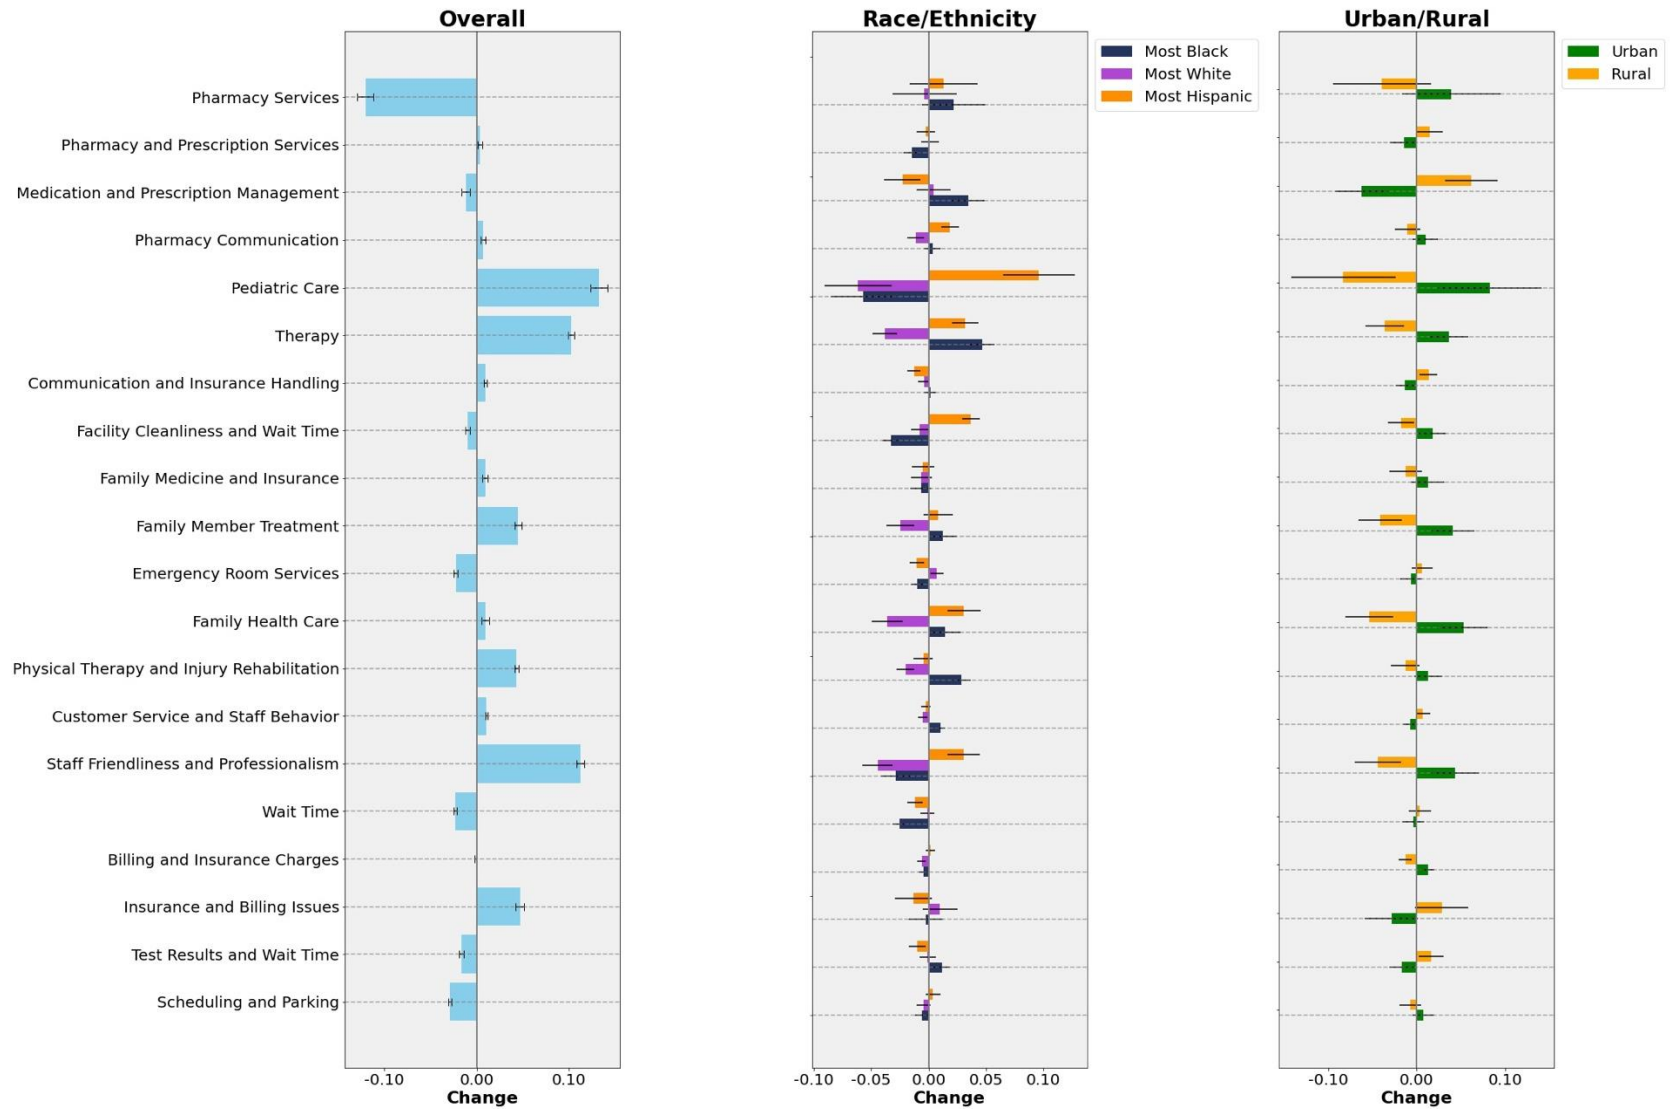 Overall
Race/Ethnicity
Urban/Rural
Most Black
Most White
Most Hispanic
Urban
Rural
Pharmacy Services
Pharmacy and Prescription Services
Medication and Prescription Management
Pharmacy Communication
Pediatric Care
Therapy
Communication and Insurance Handling
Facility Cleanliness and Wait Time
Family Medicine and Insurance
Family Member Treatment
Emergency Room Services
Family Health Care
Physical Therapy and Injury Rehabilitation
Customer Service and Staff Behavior
Staff Friendliness and Professionalism
Wait Time
Billing and Insurance Charges
Insurance and Billing Issues
Test Results and Wait Time
Scheduling and Parking
-0.10 0.00 0.10
Change
-0.10 -0.05 0.00 0.05 0.10
Change
-0.10 0.00 0.10
Change